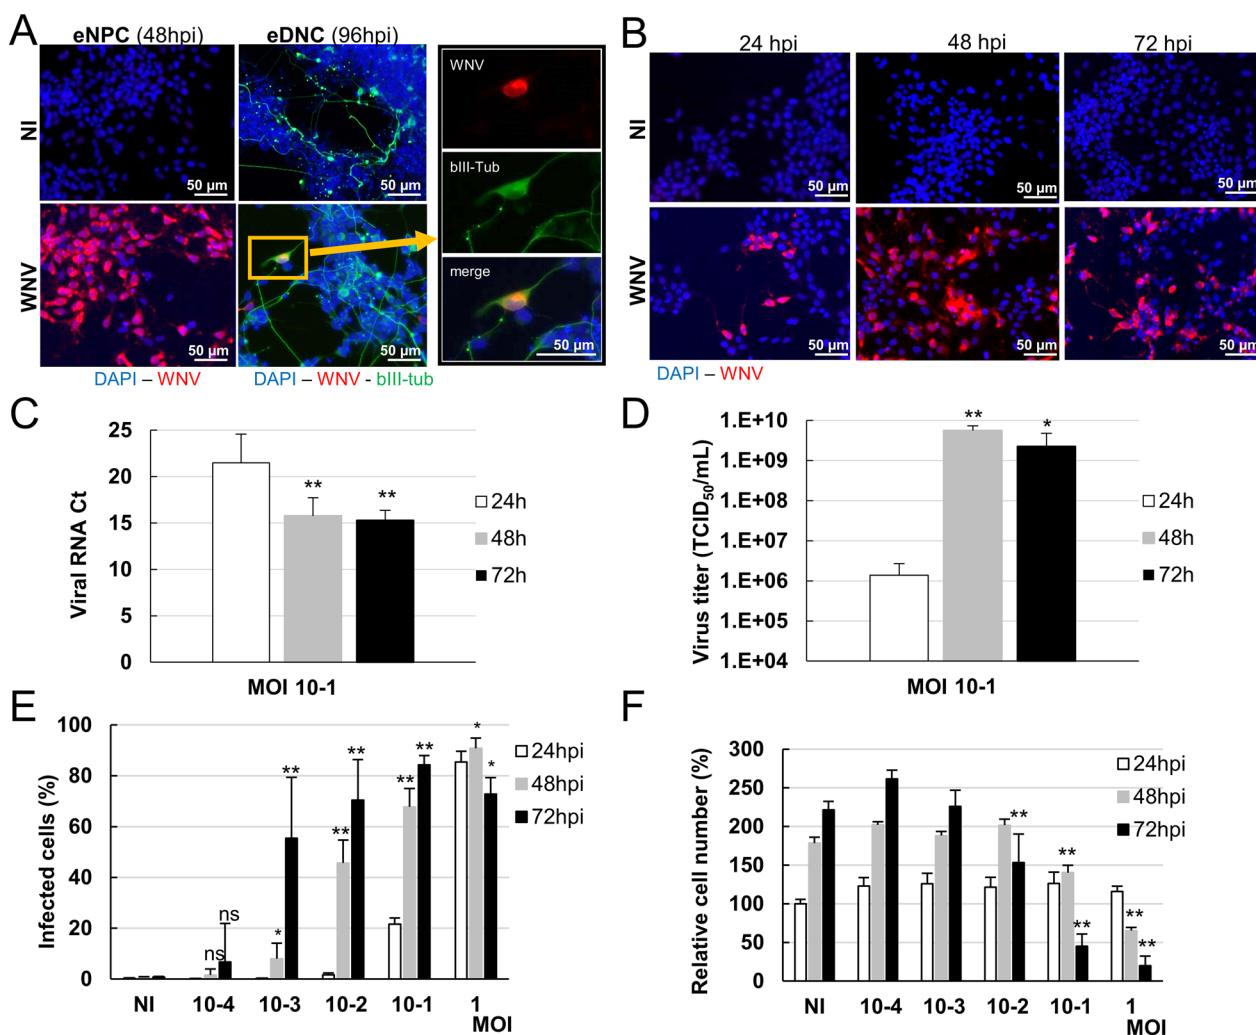 A
eNPC (48hpi)
eDNC (96hpi)
NI
50 µm
50 µm
WNV
bIII-Tub
merge
50 µm
WNV
50 µm
50 µm
DAPI – WNV
DAPI – WNV - bIII-tub
B
24 hpi
48 hpi
72 hpi
NI
50 µm
50 µm
50 µm
WNV
50 µm
50 µm
50 µm
DAPI – WNV
C
Viral RNA Ct
25
20
15
10
5
0
**
**
MOI 10-1
24h
48h
72h
D
Virus titer (TCID50/mL)
1.E+10
1.E+09
1.E+08
1.E+07
1.E+06
1.E+05
1.E+04
**
*
MOI 10-1
24h
48h
72h
E
Infected cells (%)
100
80
60
40
20
0
ns
ns
*
**
**
**
**
**
*
*
NI
10-4
10-3
10-2
10-1
1
MOI
24hpi
48hpi
72hpi
F
Relative cell number (%)
300
250
200
150
100
50
0
**
**
**
**
**
NI
10-4
10-3
10-2
10-1
1
MOI
24hpi
48hpi
72hpi